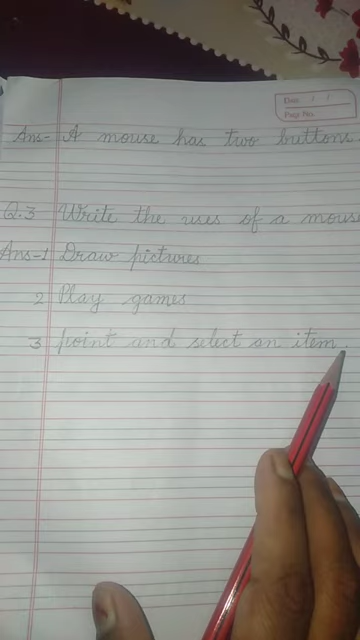 Date: / /
Page No.
Ans- A mouse has two buttons.
Q.3 Write the uses of a mouse
Ans-1 Draw pictures
2 Play games
3 point and select an item.